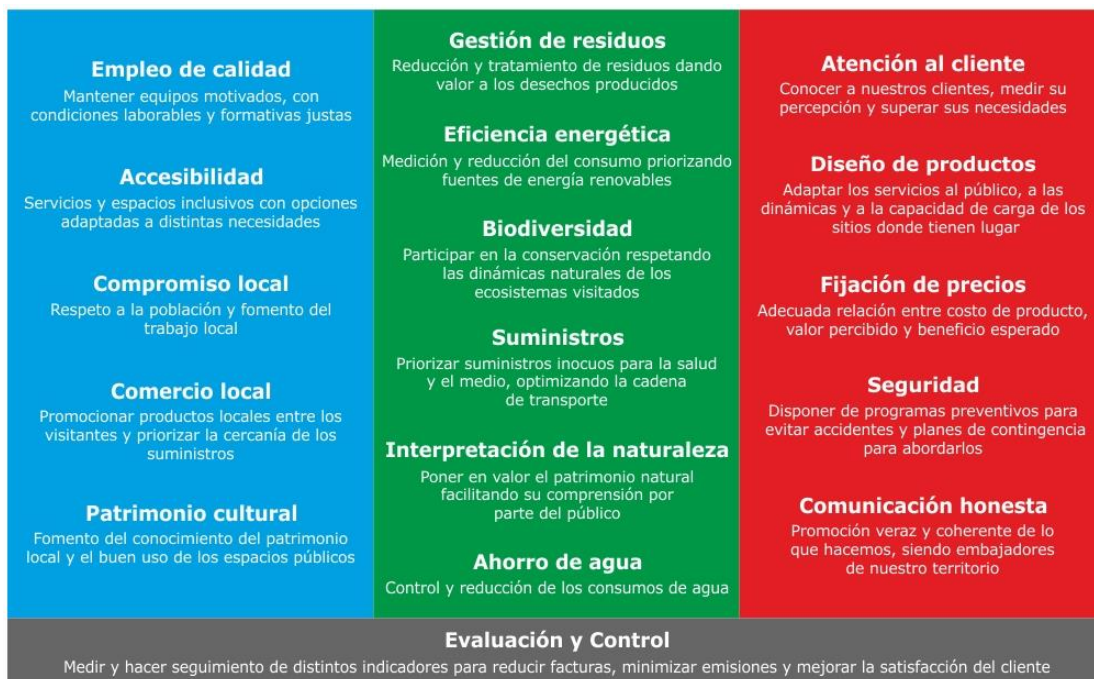 Empleo de calidad
Mantener equipos motivados, con
condiciones laborables y formativas justas
Accesibilidad
Servicios y espacios inclusivos con opciones
adaptadas a distintas necesidades
Compromiso local
Respeto a la población y fomento del
trabajo local
Comercio local
Promocionar productos locales entre los
visitantes y priorizar la cercanía de los
suministros
Patrimonio cultural
Fomento del conocimiento del patrimonio
local y el buen uso de los espacios públicos
Gestión de residuos
Reducción y tratamiento de residuos dando
valor a los desechos producidos
Eficiencia energética
Medición y reducción del consumo priorizando
fuentes de energía renovables
Biodiversidad
Participar en la conservación respetando
las dinámicas naturales de los
ecosistemas visitados
Suministros
Priorizar suministros inocuos para la salud
y el medio, optimizando la cadena
de transporte
Interpretación de la naturaleza
Poner en valor el patrimonio natural
facilitando su comprensión por
parte del público
Ahorro de agua
Control y reducción de los consumos de agua
Atención al cliente
Conocer a nuestros clientes, medir su
percepción y superar sus necesidades
Diseño de productos
Adaptar los servicios al público, a las
dinámicas y a la capacidad de carga de los
sitios donde tienen lugar
Fijación de precios
Adecuada relación entre costo de producto,
valor percibido y beneficio esperado
Seguridad
Disponer de programas preventivos para
evitar accidentes y planes de contingencia
para abordarlos
Comunicación honesta
Promoción veraz y coherente de lo
que hacemos, siendo embajadores
de nuestro territorio
Evaluación y Control
Medir y hacer seguimiento de distintos indicadores para reducir facturas, minimizar emisiones y mejorar la satisfacción del cliente